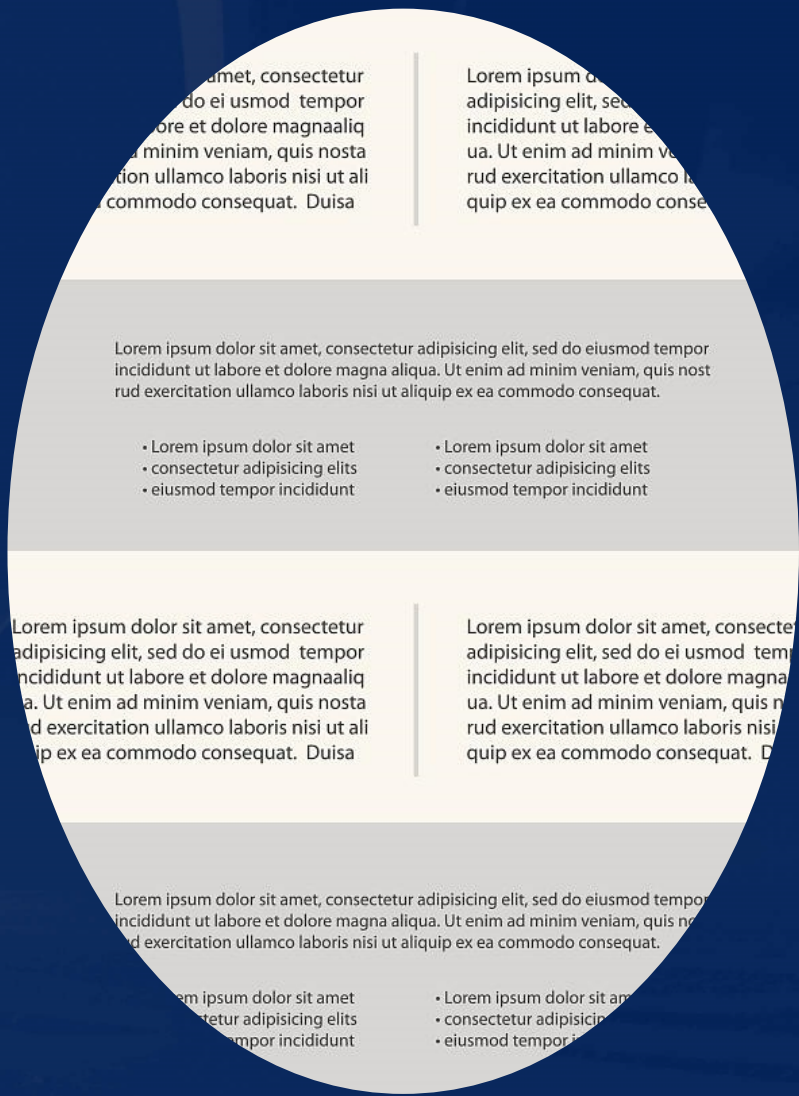 amet, consectetur
do ei usmod tempor
et dolore magnaaliq
minim veniam, quis nosta
ullamco laboris nisi ut ali
commodo consequat. Duisa
Lorem ipsum
adipisicing elit, sed
incididunt ut labore
ua. Ut enim ad minim
rud exercitation ullamco
quip ex ea commodo
Lorem ipsum dolor sit amet, consectetur adipisicing elit, sed do eiusmod tempor
incididunt ut labore et dolore magna aliqua. Ut enim ad minim veniam, quis nost
rud exercitation ullamco laboris nisi ut aliquip ex ea commodo consequat.
• Lorem ipsum dolor sit amet
• consectetur adipisicing elits
• eiusmod tempor incididunt
• Lorem ipsum dolor sit amet
• consectetur adipisicing elits
• eiusmod tempor incididunt
Lorem ipsum dolor sit amet, consectetur
adipisicing elit, sed do ei usmod tempor
ncididunt ut labore et dolore magnaaliq
a. Ut enim ad minim veniam, quis nosta
d exercitation ullamco laboris nisi ut ali
ip ex ea commodo consequat. Duisa
Lorem ipsum dolor sit amet,
adipisicing elit, sed do ei usmod
incididunt ut labore et dolore magna
ua. Ut enim ad minim veniam, quis
rud exercitation ullamco laboris nisi
quip ex ea commodo consequat.
Lorem ipsum dolor sit amet, consectetur adipisicing elit, sed do eiusmod tempor
incididunt ut labore et dolore magna aliqua. Ut enim ad minim veniam, quis
exercitation ullamco laboris nisi ut aliquip ex ea commodo consequat.
ipsum dolor sit amet
adipisicing elits
incididunt
• Lorem ipsum dolor sit
• consectetur
• eiusmod tempor